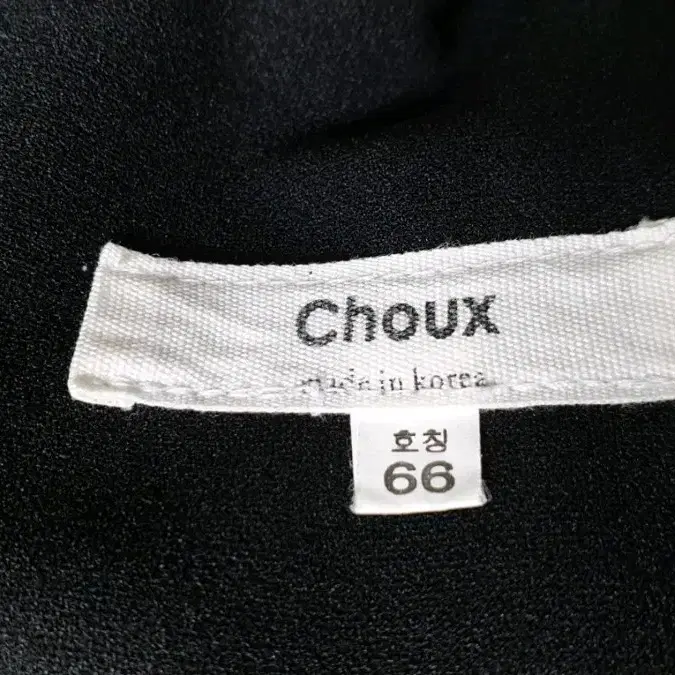 Choux
made in korea
호칭
66